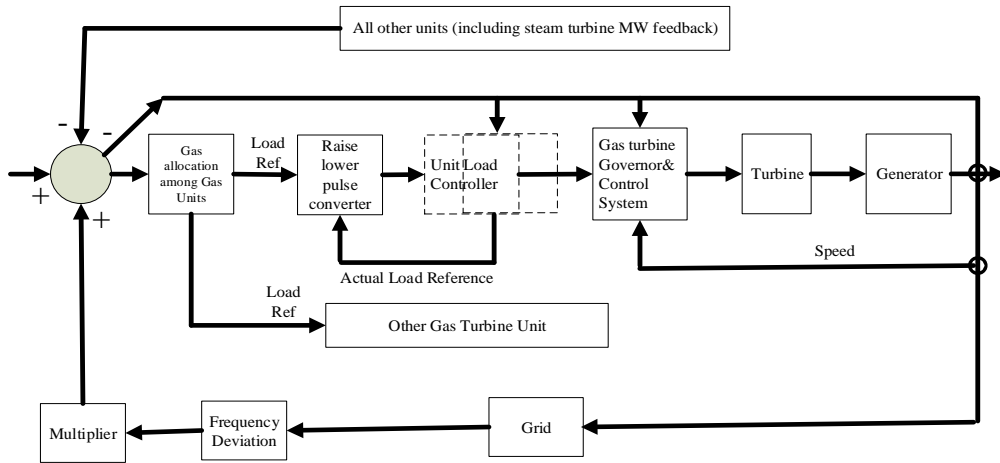 All other units (including steam turbine MW feedback)
-
-
+
+
Gas
allocation
among Gas
Units
Load
Ref
Raise
lower
pulse
converter
Unit Load
Controller
Gas turbine
Governor&
Control
System
Turbine
Generator
Speed
Actual Load Reference
Load
Ref
Other Gas Turbine Unit
Multiplier
Frequency
Deviation
Grid